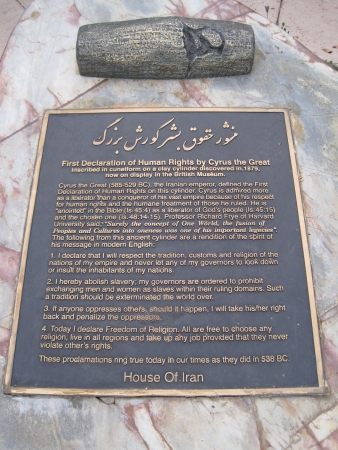 منشور حقوق بشر کورش بزرگ
First Declaration of Human Rights by Cyrus the Great
Inscribed in cuneiform on a clay cylinder discovered in 1879,
now on display in the British Museum.
Cyrus the Great (585-529 BC), the Iranian emperor, defined the First
Declaration of Human Rights on this cylinder. Cyrus is admired more
as a liberator than a conqueror of his vast empire because of his respect
for human rights and the humane treatment of those he ruled. He is
"anointed" in the Bible (Is.45:4) as a liberator of God's people (Is.45:15)
and the chosen one (Is.48:14-15). Professor Richard Frye of Harvard
University said: "Surely the concept of One World, the fusion of
Peoples and Cultures into oneness was one of his important legacies"
The following from this ancient cylinder are a rendition of the spirit of
his message in modern English:
1. I declare that I will respect the tradition, customs and religion of the
nations of my empire and never let any of my governors to look down
or insult the inhabitants of my nations.
2. I hereby abolish slavery, my governors are ordered to prohibit
exchanging men and women as slaves within their ruling domains. Such
a tradition should be exterminated the world over.
3. If anyone oppresses others, should it happen, I will take his/her right
back and penalize the oppressors.
4. Today I declare Freedom of Religion. All are free to choose any
religion, live in all regions and take up any job provided that they never
violate other's rights.
These proclamations ring true today in our times as they did in 538 BC.
House Of Iran